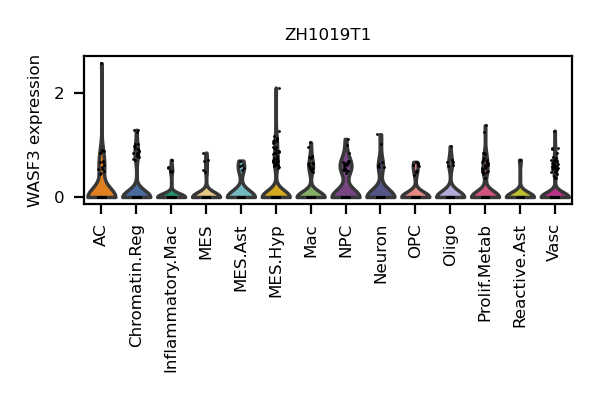 ZH1019T1
WASF3 expression
2
0
AC
Chromatin.Reg
Inflammatory.Mac
MES
MES.Ast
MES.Hyp
Mac
NPC
Neuron
OPC
Oligo
Prolif.Metab
Reactive.Ast
Vasc